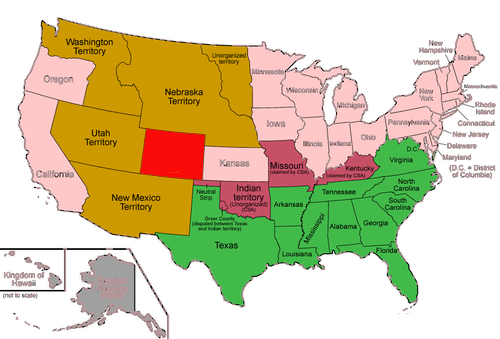 Washington
Territory
Oregon
California
Utah
Territory
Nebraska
Territory
Unorganized
territory
New Mexico
Territory
Minnesota
Iowa
Wisconsin
Michigan
Illinois
Indiana
Ohio
Kansas
Missouri
(claimed by CSA)
Kentucky
(claimed by CSA)
Neutral
Strip
Indian
territory
(Unorganized)
(CSA)
Greer County
(disputed between Texas
and Indian territory)
Texas
Arkansas
Louisiana
Mississippi
Alabama
Georgia
Florida
Tennessee
North
Carolina
South
Carolina
Virginia
D.C.
New
Hampshire
Vermont
Maine
Massachusetts
New
York
Rhode
Island
Connecticut
New Jersey
Pennsylvania
Delaware
Maryland
(D.C. = District
of Columbia)
Kingdom of
Hawaii
(not to scale)